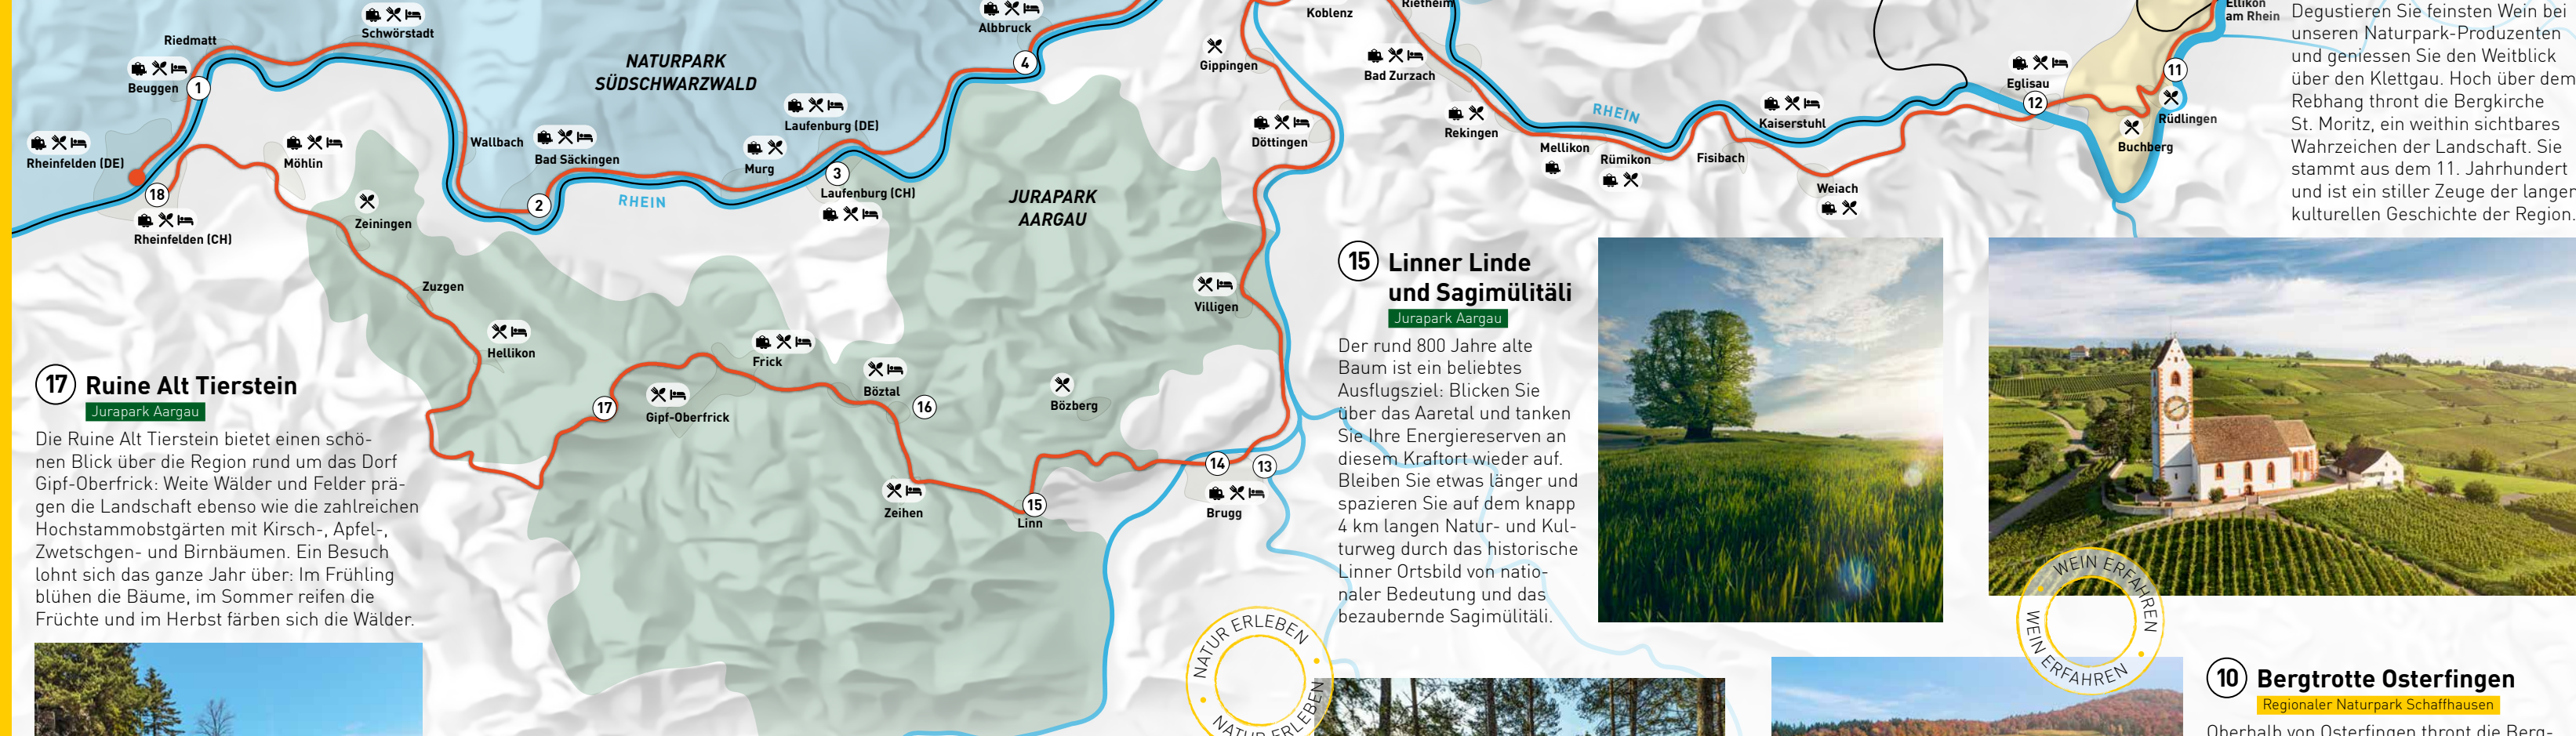 Riedmatt
Schwörstadt
Beuggen
1
Rheinfelden (DE)
18
Rheinfelden (CH)
Möhlin
Wallbach
NATURPARK
SÜDSCHWARZWALD
Bad Säckingen
2
RHEIN
Murg
Laufenburg (DE)
3
Laufenburg (CH)
Albbruck
4
JURAPARK
AARGAU
Koblenz
Rietheim
Gippingen
Bad Zurzach
Döttingen
Rekingen
Mellikon
Rümikon
RHEIN
Fisibach
Kaiserstuhl
Weiach
Eglisau
12
Buchberg
Rüdlingen
11
Ellikon
am Rhein
Zeiningen
Zuzgen
Hellikon
17
Gipf-Oberfrick
Frick
Böztal
16
Bözberg
Villigen
Zeihen
15
Linn
14
13
Brugg
Degustieren Sie feinsten Wein bei
unseren Naturpark-Produzenten
und geniessen Sie den Weitblick
über den Klettgau. Hoch über dem
Rebhang thront die Bergkirche
St. Moritz, ein weithin sichtbares
Wahrzeichen der Landschaft. Sie
stammt aus dem 11. Jahrhundert
und ist ein stiller Zeuge der langen
kulturellen Geschichte der Region.
17 Ruine Alt Tierstein
Jurapark Aargau
Die Ruine Alt Tierstein bietet einen schö-
nen Blick über die Region rund um das Dorf
Gipf-Oberfrick: Weite Wälder und Felder prä-
gen die Landschaft ebenso wie die zahlreichen
Hochstammobstgärten mit Kirsch-, Apfel-,
Zwetschgen- und Birnbäumen. Ein Besuch
lohnt sich das ganze Jahr über: Im Frühling
blühen die Bäume, im Sommer reifen die
Früchte und im Herbst färben sich die Wälder.
15 Linner Linde
und Sagimülitäli
Jurapark Aargau
Der rund 800 Jahre alte
Baum ist ein beliebtes
Ausflugsziel: Blicken Sie
über das Aaretal und tanken
Sie Ihre Energiereserven an
diesem Kraftort wieder auf.
Bleiben Sie etwas länger und
spazieren Sie auf dem knapp
4 km langen Natur- und Kul-
turweg durch das historische
Linner Ortsbild von natio-
naler Bedeutung und das
bezaubernde Sagimülitäli.
NATUR ERLEBEN
NATUR ERLEBEN
WEIN ERFAHREN
WEIN ERFAHREN
10 Bergtrotte Osterfingen
Regionaler Naturpark Schaffhausen
Oberhalb von Osterfingen thront die Berg-